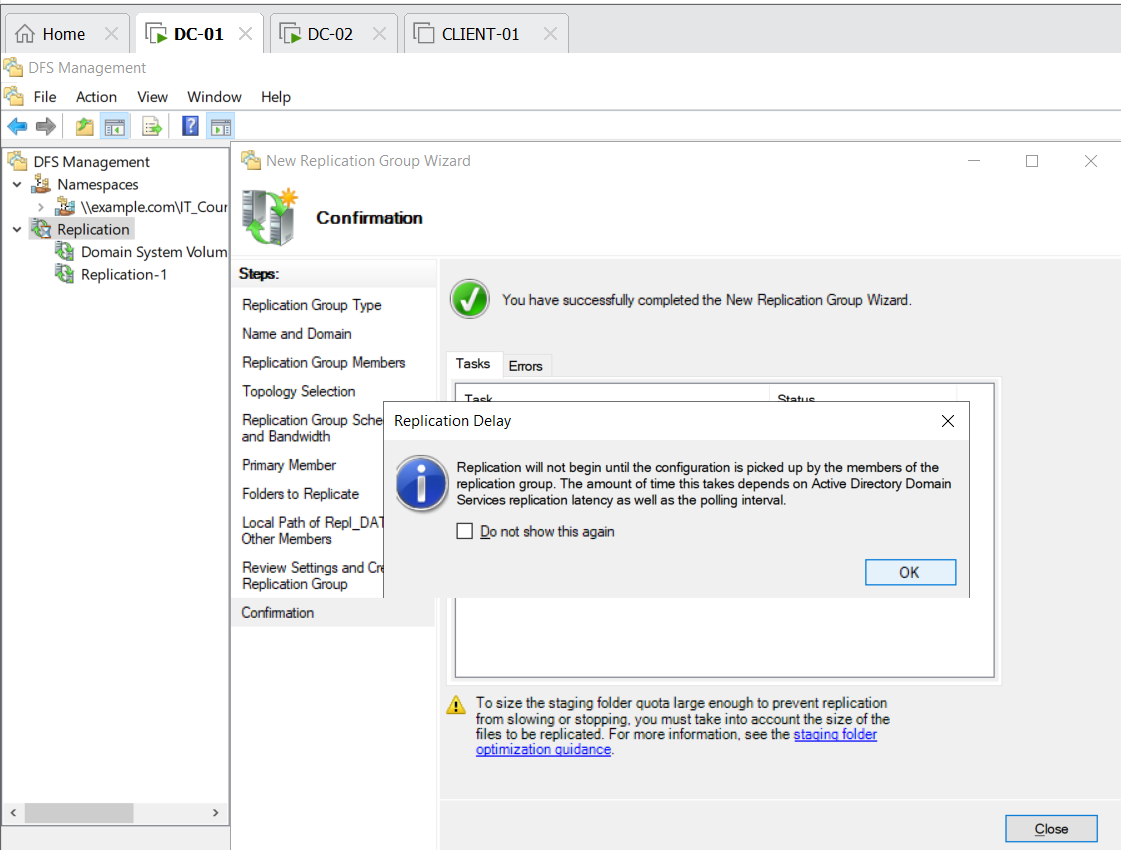 Home
DC-01
DC-02
CLIENT-01
DFS Management
File Action View Window Help
DFS Management
Namespaces
\\example.com\IT_Cour
Replication
Domain System Volum
Replication-1
New Replication Group Wizard
Confirmation
Steps:
Replication Group Type
Name and Domain
Replication Group Members
Topology Selection
Replication Group Sche
and Bandwidth
Primary Member
Folders to Replicate
Local Path of Repl_DAT
Other Members
Review Settings and Cre
Replication Group
Confirmation
You have successfully completed the New Replication Group Wizard.
Tasks
Errors
Task
Status
Replication Delay
Replication will not begin until the configuration is picked up by the members of the
replication group. The amount of time this takes depends on Active Directory Domain
Services replication latency as well as the polling interval.
Do not show this again
OK
To size the staging folder quota large enough to prevent replication
from slowing or stopping, you must take into account the size of the
files to be replicated. For more information, see the staging folder
optimization guidance.
Close